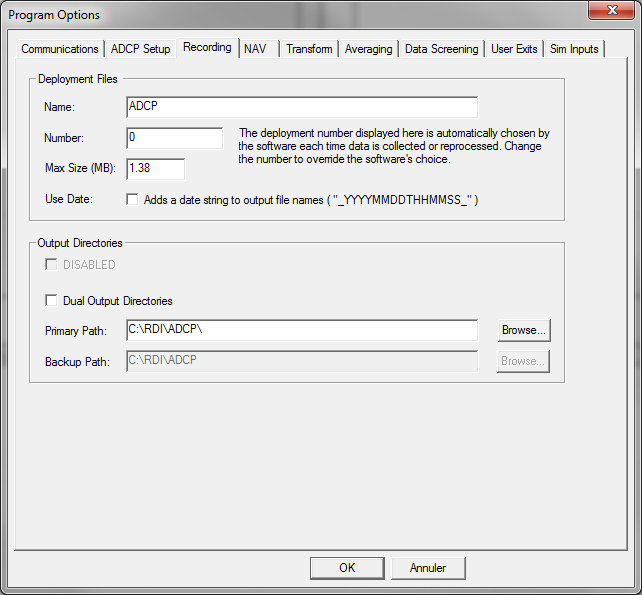 Program Options
Communications ADCP Setup Recording NAV Transform Averaging Data Screening User Exits Sim Inputs
Deployment Files
Name: ADCP
Number: 0
The deployment number displayed here is automatically chosen by
the software each time data is collected or reprocessed. Change
the number to override the software's choice.
Max Size (MB): 1.38
Use Date: Adds a date string to output file names ( "_YYYYMMDDTHHMMSS_" )
Output Directories
DISABLED
Dual Output Directories
Primary Path: C:\RDI\ADCP\ Browse...
Backup Path: C:\RDI\ADCP Browse...
OK Annuler